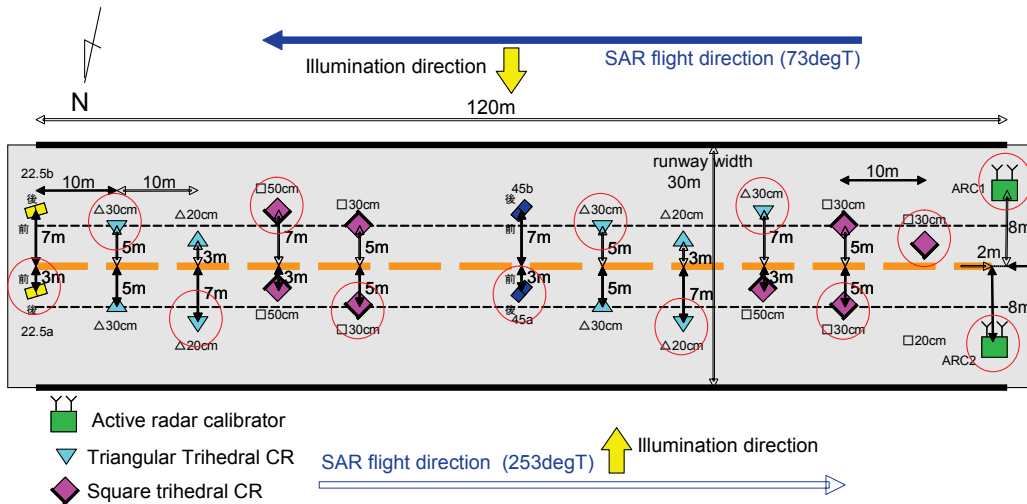 SAR flight direction (73degT)
Illumination direction
N
120m
runway width
30m
22.5b
後
前
7m
10m
10m
△30cm
5m
△20cm
3m
□50cm
7m
□30cm
5m
45b
後
前
7m
△30cm
5m
△20cm
3m
△30cm
7m
10m
□30cm
5m
□30cm
ARC1
8m
2m
前
3m
後
22.5a
5m
△30cm
7m
△20cm
3m
□50cm
5m
□30cm
前
3m
後
45a
5m
△30cm
7m
△20cm
3m
□50cm
5m
□30cm
□20cm
8m
ARC2
Active radar calibrator
Triangular Trihedral CR
Square trihedral CR
SAR flight direction (253degT)
Illumination direction